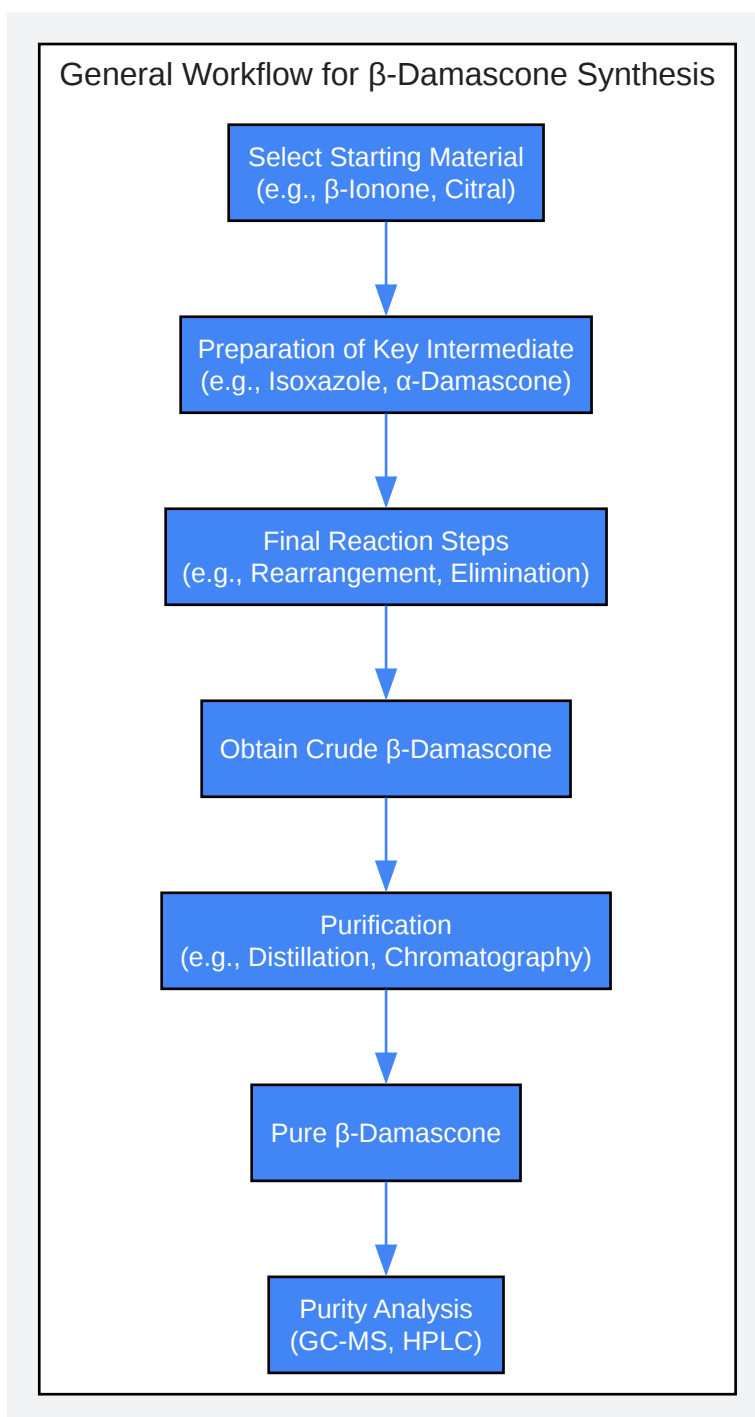 General Workflow for β-Damascone Synthesis
Select Starting Material
(e.g., β-Ionone, Citral)
Preparation of Key Intermediate
(e.g., Isoxazole, α-Damascone)
Final Reaction Steps
(e.g., Rearrangement, Elimination)
Obtain Crude β-Damascone
Purification
(e.g., Distillation, Chromatography)
Pure β-Damascone
Purity Analysis
(GC-MS, HPLC)